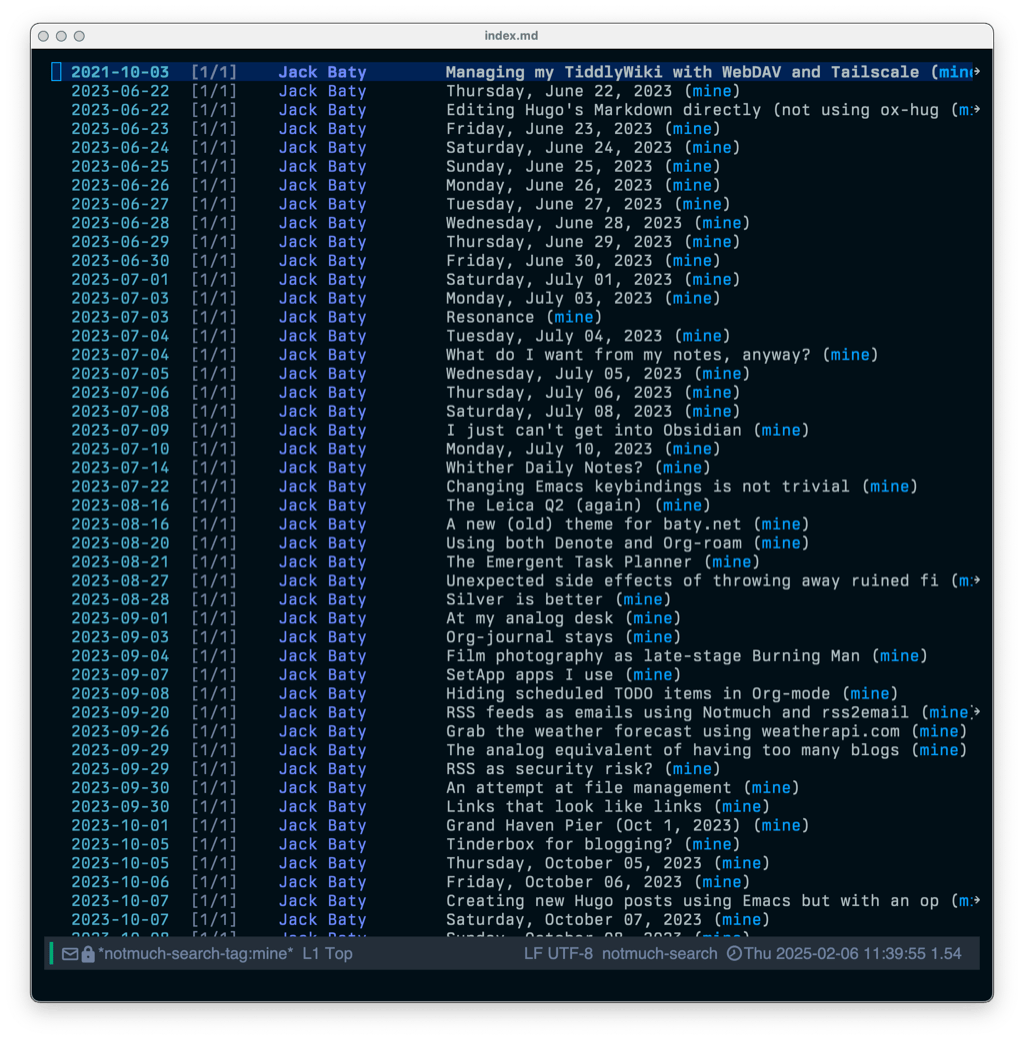 index.md
2021-10-03 [1/1] Jack Baty Managing my TiddlyWiki with WebDAV and Tailscale (mine
2023-06-22 [1/1] Jack Baty Thursday, June 22, 2023 (mine)
2023-06-22 [1/1] Jack Baty Editing Hugo's Markdown directly (not using ox-hug (m
2023-06-23 [1/1] Jack Baty Friday, June 23, 2023 (mine)
2023-06-24 [1/1] Jack Baty Saturday, June 24, 2023 (mine)
2023-06-25 [1/1] Jack Baty Sunday, June 25, 2023 (mine)
2023-06-26 [1/1] Jack Baty Monday, June 26, 2023 (mine)
2023-06-27 [1/1] Jack Baty Tuesday, June 27, 2023 (mine)
2023-06-28 [1/1] Jack Baty Wednesday, June 28, 2023 (mine)
2023-06-29 [1/1] Jack Baty Thursday, June 29, 2023 (mine)
2023-06-30 [1/1] Jack Baty Friday, June 30, 2023 (mine)
2023-07-01 [1/1] Jack Baty Saturday, July 01, 2023 (mine)
2023-07-03 [1/1] Jack Baty Monday, July 03, 2023 (mine)
2023-07-03 [1/1] Jack Baty Resonance (mine)
2023-07-04 [1/1] Jack Baty Tuesday, July 04, 2023 (mine)
2023-07-04 [1/1] Jack Baty What do I want from my notes, anyway? (mine)
2023-07-05 [1/1] Jack Baty Wednesday, July 05, 2023 (mine)
2023-07-06 [1/1] Jack Baty Thursday, July 06, 2023 (mine)
2023-07-08 [1/1] Jack Baty Saturday, July 08, 2023 (mine)
2023-07-09 [1/1] Jack Baty I just can't get into Obsidian (mine)
2023-07-10 [1/1] Jack Baty Monday, July 10, 2023 (mine)
2023-07-14 [1/1] Jack Baty Whither Daily Notes? (mine)
2023-07-22 [1/1] Jack Baty Changing Emacs keybindings is not trivial (mine)
2023-08-16 [1/1] Jack Baty The Leica Q2 (again) (mine)
2023-08-16 [1/1] Jack Baty A new (old) theme for baty.net (mine)
2023-08-20 [1/1] Jack Baty Using both Denote and Org-roam (mine)
2023-08-21 [1/1] Jack Baty The Emergent Task Planner (mine)
2023-08-27 [1/1] Jack Baty Unexpected side effects of throwing away ruined fi (m
2023-08-28 [1/1] Jack Baty Silver is better (mine)
2023-09-01 [1/1] Jack Baty At my analog desk (mine)
2023-09-03 [1/1] Jack Baty Org-journal stays (mine)
2023-09-04 [1/1] Jack Baty Film photography as late-stage Burning Man (mine)
2023-09-07 [1/1] Jack Baty SetApp apps I use (mine)
2023-09-08 [1/1] Jack Baty Hiding scheduled TODO items in Org-mode (mine)
2023-09-20 [1/1] Jack Baty RSS feeds as emails using Notmuch and rss2email (mine
2023-09-26 [1/1] Jack Baty Grab the weather forecast using weatherapi.com (mine)
2023-09-29 [1/1] Jack Baty The analog equivalent of having too many blogs (mine)
2023-09-29 [1/1] Jack Baty RSS as security risk? (mine)
2023-09-30 [1/1] Jack Baty An attempt at file management (mine)
2023-09-30 [1/1] Jack Baty Links that look like links (mine)
2023-10-01 [1/1] Jack Baty Grand Haven Pier (Oct 1, 2023) (mine)
2023-10-05 [1/1] Jack Baty Tinderbox for blogging? (mine)
2023-10-05 [1/1] Jack Baty Thursday, October 05, 2023 (mine)
2023-10-06 [1/1] Jack Baty Friday, October 06, 2023 (mine)
2023-10-07 [1/1] Jack Baty Creating new Hugo posts using Emacs but with an op (m
2023-10-07 [1/1] Jack Baty Saturday, October 07, 2023 (mine)
*notmuch-search-tag:mine* L1 Top LF UTF-8 notmuch-search Thu 2025-02-06 11:39:55 1.54